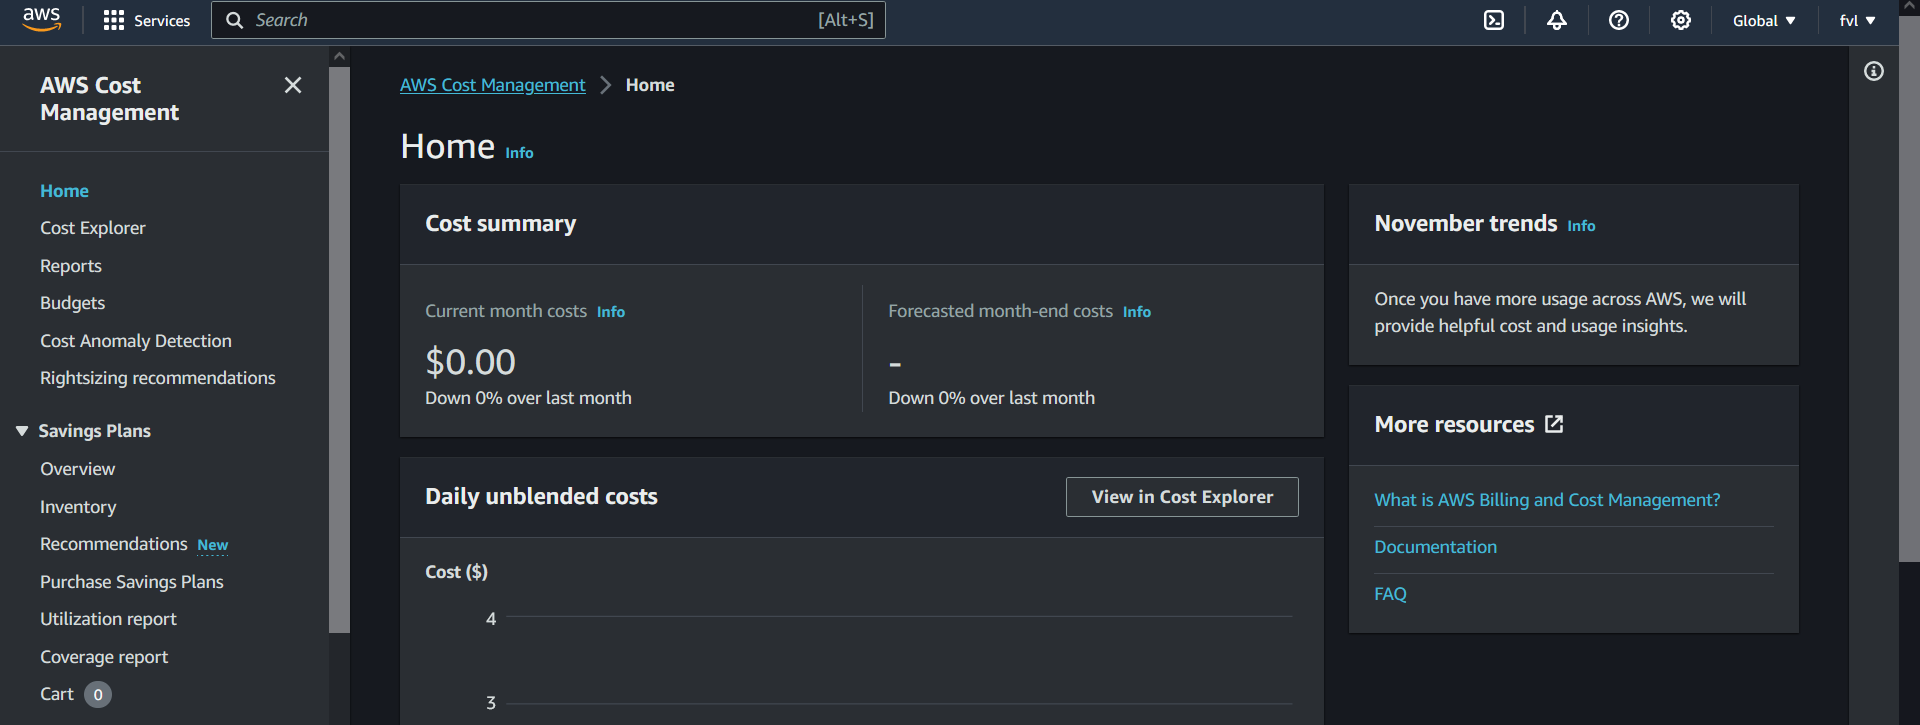 aws
Services
Search
[Alt+S]
Global
fvl
AWS Cost
Management
Home
Cost Explorer
Reports
Budgets
Cost Anomaly Detection
Rightsizing recommendations
Savings Plans
Overview
Inventory
Recommendations New
Purchase Savings Plans
Utilization report
Coverage report
Cart 0
AWS Cost Management > Home
Home Info
Cost summary
Current month costs Info
$0.00
Down 0% over last month
Forecasted month-end costs Info
-
Down 0% over last month
Daily unblended costs
View in Cost Explorer
Cost ($)
4
3
November trends Info
Once you have more usage across AWS, we will
provide helpful cost and usage insights.
More resources
What is AWS Billing and Cost Management?
Documentation
FAQ